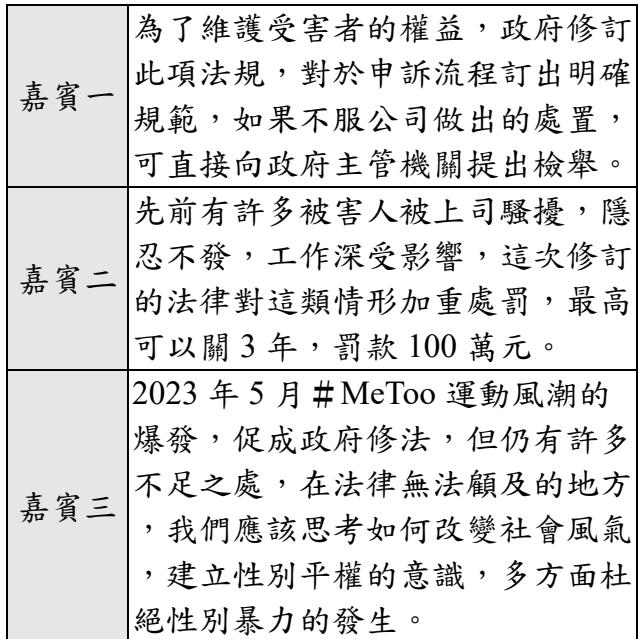 嘉賓一
為了維護受害者的權益，政府修訂
此項法規，對於申訴流程訂出明確
規範，如果不服公司做出的處置，
可直接向政府主管機關提出檢舉。
嘉賓二
先前有許多被害人被上司騷擾，隱
忍不發，工作深受影響，這次修訂
的法律對這類情形加重處罰，最高
可以關 3 年，罰款 100 萬元。
嘉賓三
2023 年 5 月＃MeToo 運動風潮的
爆發，促成政府修法，但仍有許多
不足之處，在法律無法顧及的地方
，我們應該思考如何改變社會風氣
，建立性別平權的意識，多方面杜
絕性別暴力的發生。